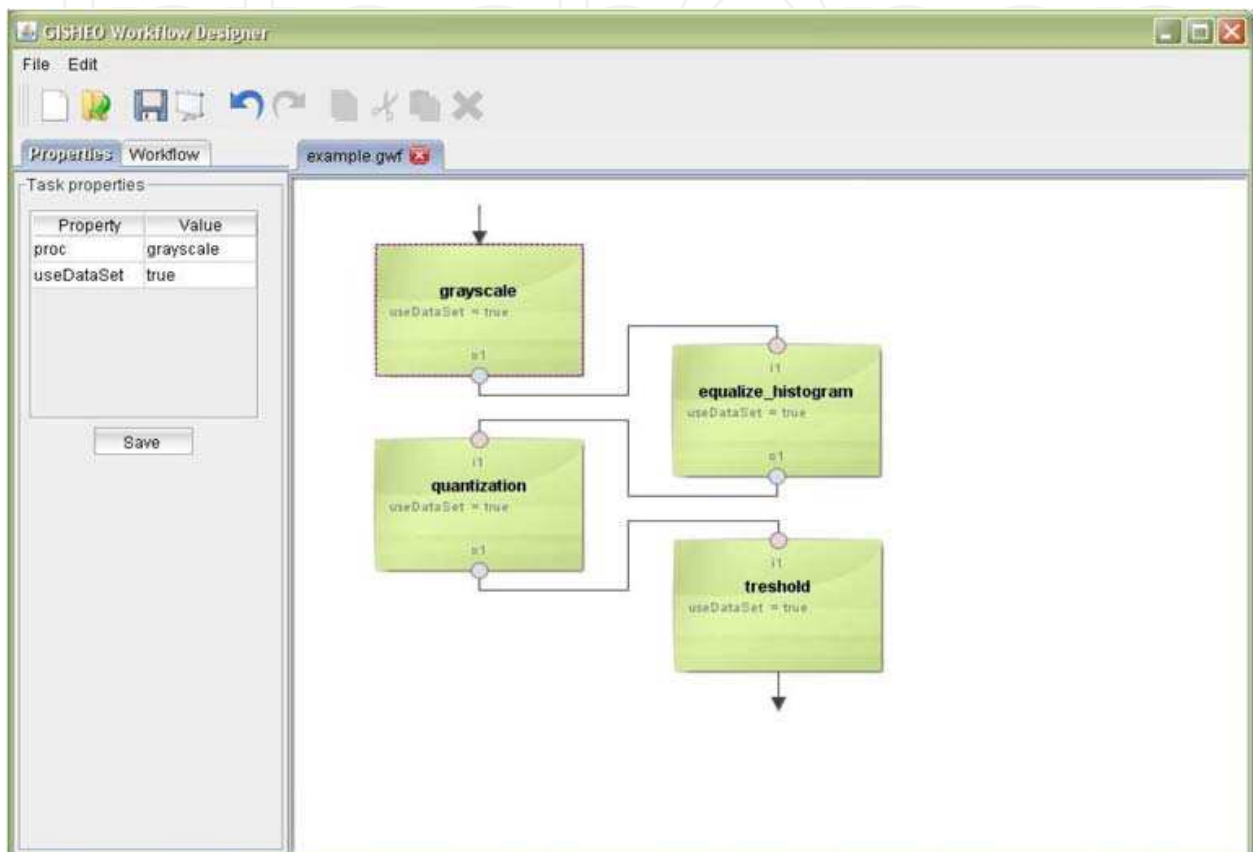 GISHEO Workflow Designer
File Edit
Properties Workflow
example.gwf
Task properties
Property Value
proc grayscale
useDataSet true
Save
grayscale
useDataSet = true
o1
i1
equalize_histogram
useDataSet = true
o1
i1
quantization
useDataSet = true
o1
i1
treshold
useDataSet = true